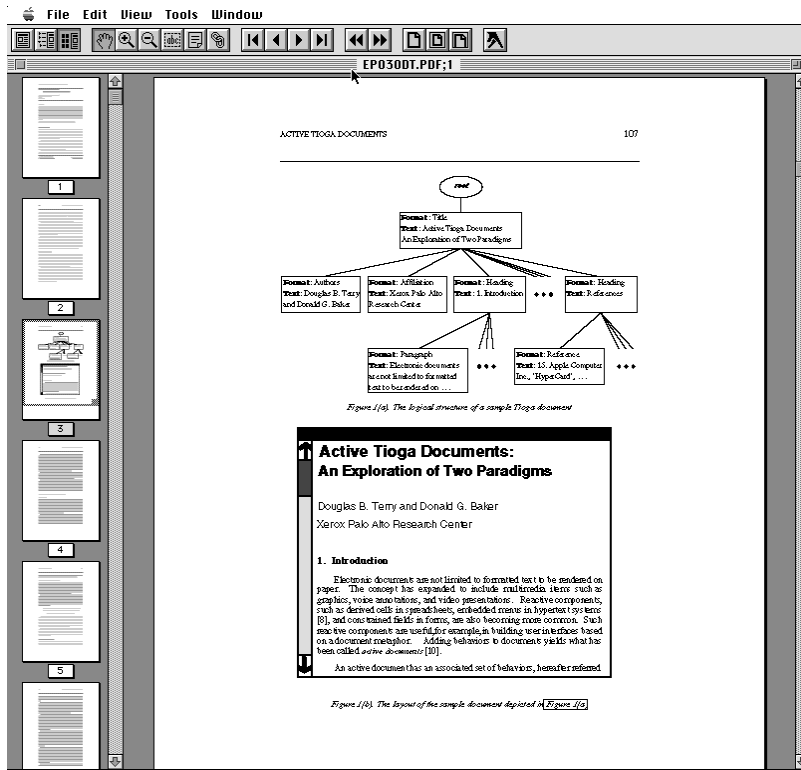 File Edit View Tools Window
abc
EP030DT.PDF;1
1
2
3
4
5
ACTIVE TIOGA DOCUMENTS 107
root
Format: Title
Text: Active Tioga Documents
An Exploration of Two Paradigms
Format: Authors
Text: Douglas B. Terry
and Donald G. Baker
Format: Affiliation
Text: Xerox Palo Alto
Research Center
Format: Heading
Text: 1. Introduction
Format: Heading
Text: References
Format: Paragraph
Text: Electronic documents
are not limited to formatted
text to be rendered on ...
Format: Reference
Text: 15. Apple Computer
Inc., "HyperCard", ...
Figure 1(a). The logical structure of a sample Tioga document
Active Tioga Documents:
An Exploration of Two Paradigms
Douglas B. Terry and Donald G. Baker
Xerox Palo Alto Research Center
1. Introduction
Electronic documents are not limited to formatted text to be rendered on
paper. The concept has expanded to include multimedia items such as
graphics, voice annotations, and video presentations. Reactive components,
such as derived cells in spreadsheets, embedded menus in hypertext systems
[8], and constrained fields in forms, are also becoming more common. Such
reactive components are useful, for example, in building user interfaces based
on a document metaphor. Adding behaviors to documents yields what has
been called active documents [10].
An active document has an associated set of behaviors, hereafter referred
Figure 1(b). The layout of the sample document depicted in Figure 1(a)